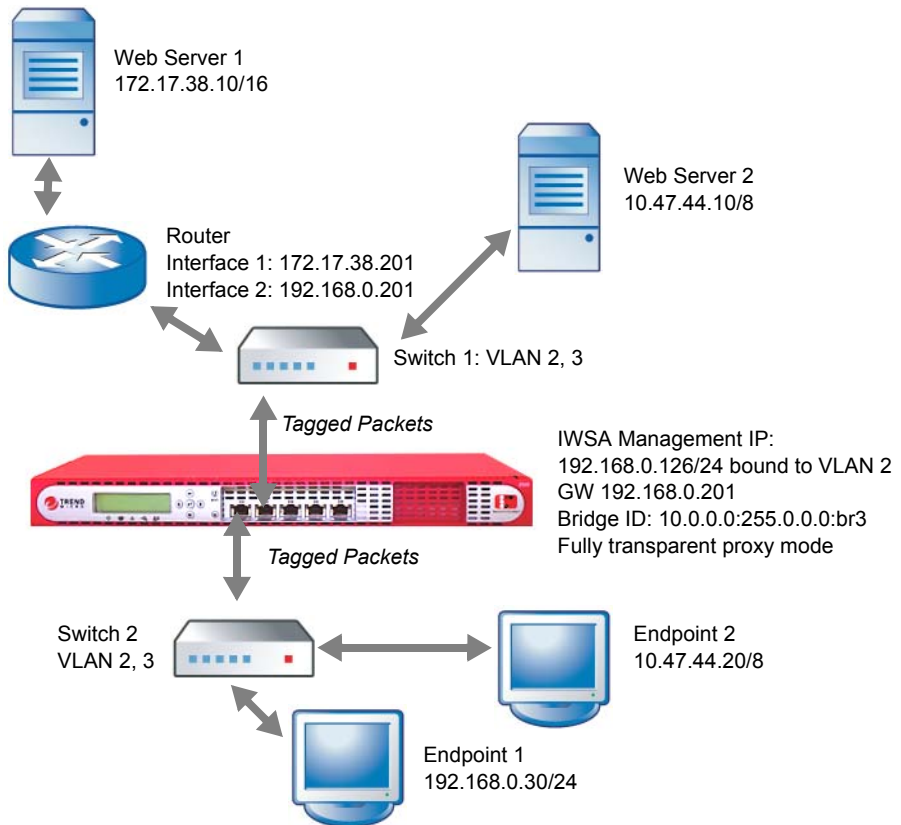 Web Server 1
172.17.38.10/16
Web Server 2
10.47.44.10/8
Router
Interface 1: 172.17.38.201
Interface 2: 192.168.0.201
Switch 1: VLAN 2, 3
Tagged Packets
IWSA Management IP:
192.168.0.126/24 bound to VLAN 2
GW 192.168.0.201
Bridge ID: 10.0.0.0:255.0.0.0:br3
Fully transparent proxy mode
TREND
Tagged Packets
Switch 2
VLAN 2, 3
Endpoint 2
10.47.44.20/8
Endpoint 1
192.168.0.30/24